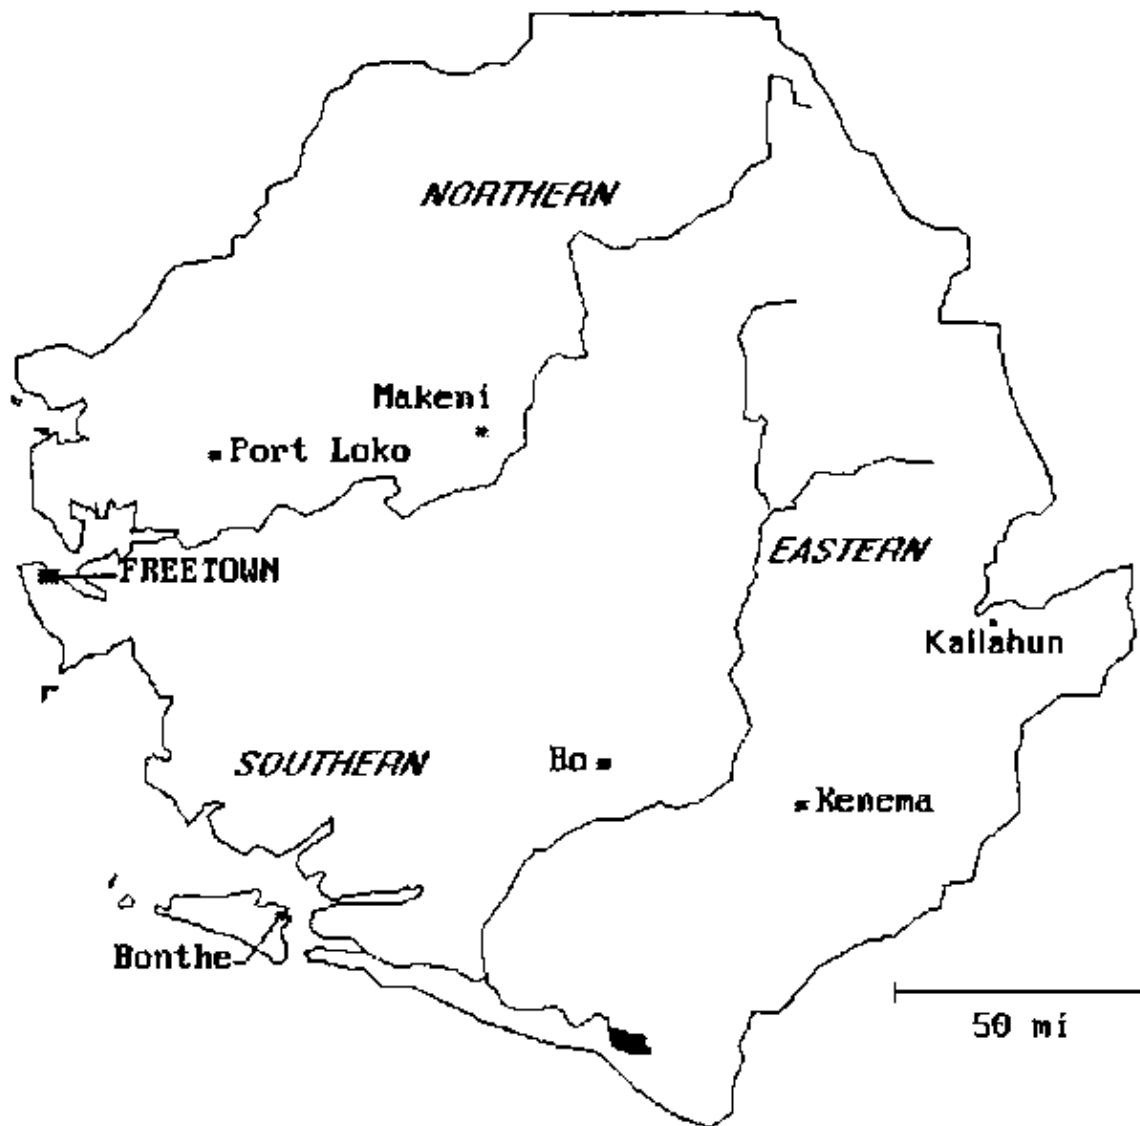 NORTHERN
Makeni
Port Loko
FREETOWN
EASTERN
Kailahun
SOUTHERN
Bo
Kenema
Bonthe
50 mi